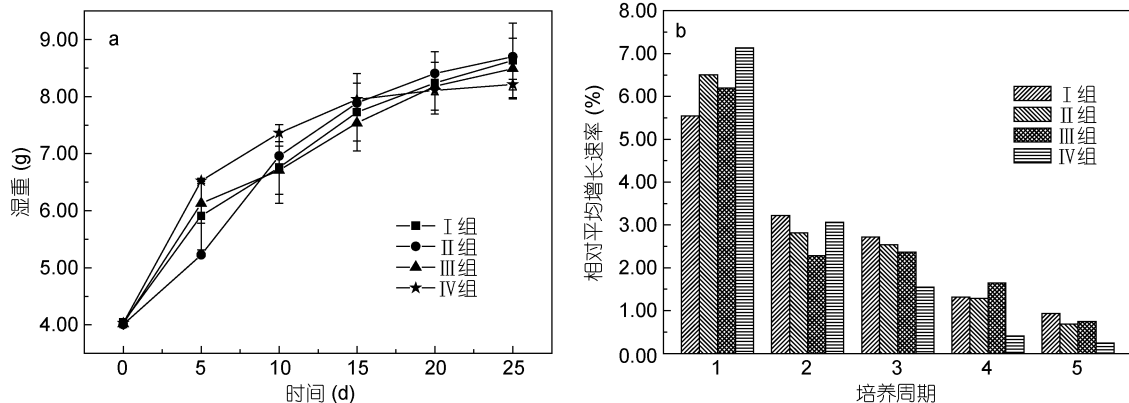 a
湿重 (g)
9.00
8.00
7.00
6.00
5.00
4.00
Ⅰ组
Ⅱ组
Ⅲ组
Ⅳ组
0 5 10 15 20 25
时间 (d)
b
相对平均增长速率 (%)
8.00
7.00
6.00
5.00
4.00
3.00
2.00
1.00
0.00
Ⅰ组
Ⅱ组
Ⅲ组
Ⅳ组
1 2 3 4 5
培养周期